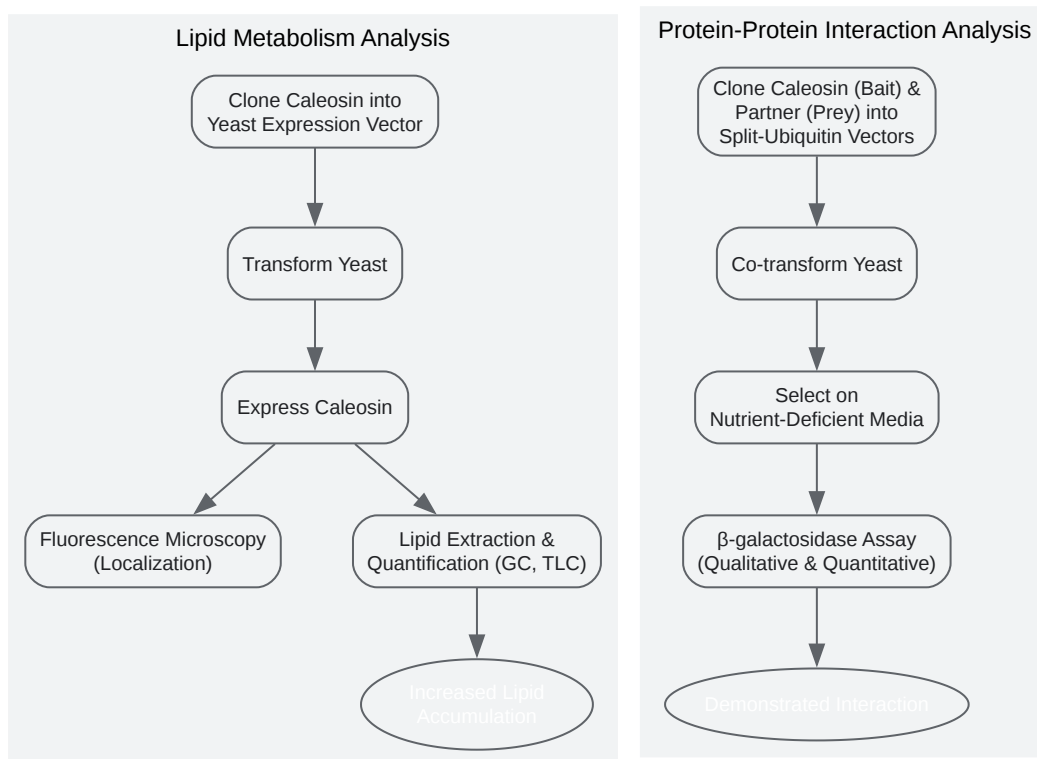 Lipid Metabolism Analysis
Clone Caleosin into
Yeast Expression Vector
Transform Yeast
Express Caleosin
Fluorescence Microscopy
(Localization)
Lipid Extraction &
Quantification (GC, TLC)
Increased Lipid
Accumulation
Protein-Protein Interaction Analysis
Clone Caleosin (Bait) &
Partner (Prey) into
Split-Ubiquitin Vectors
Co-transform Yeast
Select on
Nutrient-Deficient Media
β-galactosidase Assay
(Qualitative & Quantitative)
Demonstrated Interaction